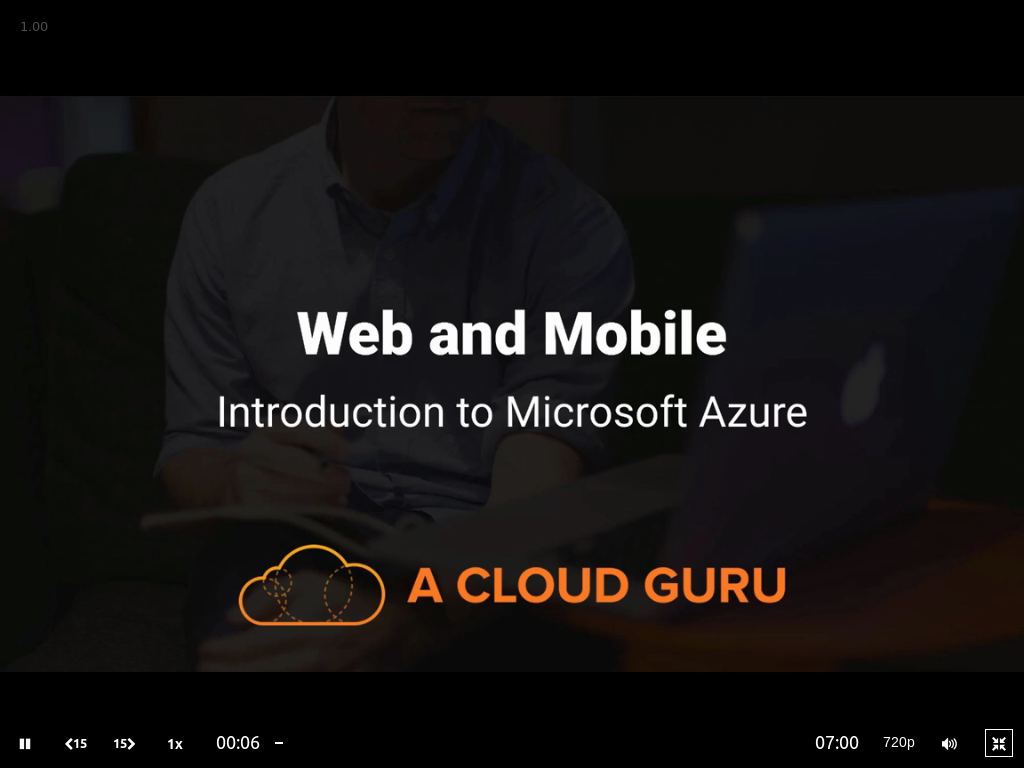 1.00
Web and Mobile
Introduction to Microsoft Azure
A CLOUD GURU
15 15 1x 00:06 07:00 720p